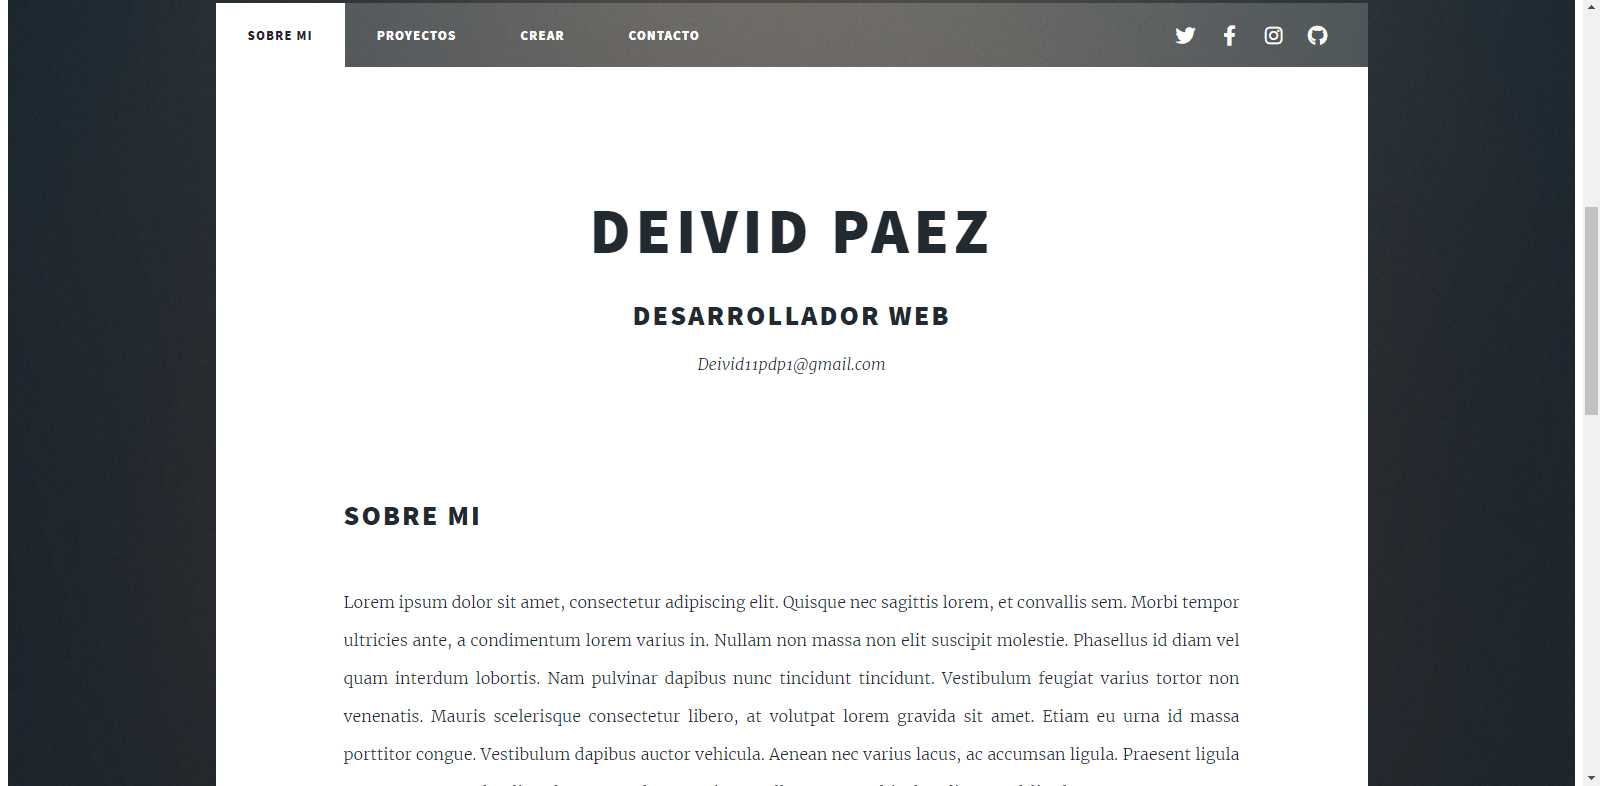 SOBRE MI PROYECTOS CREAR CONTACTO
DEIVID PAEZ
DESARROLLADOR WEB
Deivid11pdp1@gmail.com
SOBRE MI
Lorem ipsum dolor sit amet, consectetur adipiscing elit. Quisque nec sagittis lorem, et convallis sem. Morbi tempor
ultricies ante, a condimentum lorem varius in. Nullam non massa non elit suscipit molestie. Phasellus id diam vel
quam interdum lobortis. Nam pulvinar dapibus nunc tincidunt tincidunt. Vestibulum feugiat varius tortor non
venenatis. Mauris scelerisque consectetur libero, at volutpat lorem gravida sit amet. Etiam eu urna id massa
porttitor congue. Vestibulum dapibus auctor vehicula. Aenean nec varius lacus, ac accumsan ligula. Praesent ligula